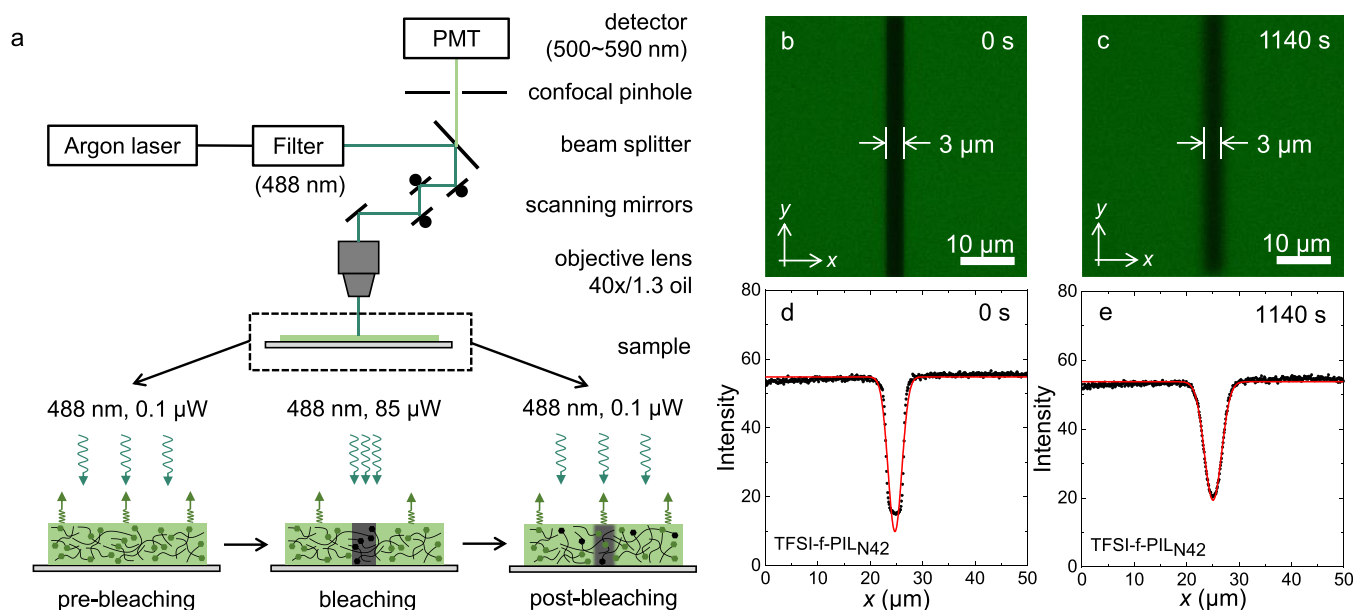 a
PMT
detector
(500~590 nm)
confocal pinhole
Argon laser
Filter
(488 nm)
beam splitter
scanning mirrors
objective lens
40x/1.3 oil
sample
488 nm, 0.1 µW
488 nm, 85 µW
488 nm, 0.1 µW
pre-bleaching
bleaching
post-bleaching
b
0 s
3 µm
y
x
10 µm
c
1140 s
3 µm
y
x
10 µm
d
0 s
80
60
40
20
0
Intensity
TFSI-f-PILN42
0 10 20 30 40 50
x (µm)
e
1140 s
80
60
40
20
0
Intensity
TFSI-f-PILN42
0 10 20 30 40 50
x (µm)